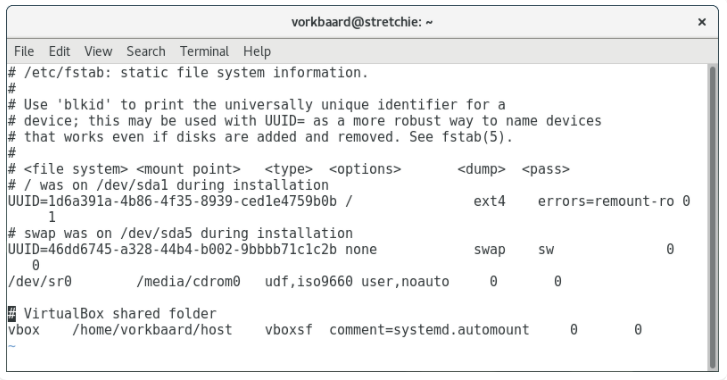 vorkbaard@stretchie: ~ ×
File Edit View Search Terminal Help
# /etc/fstab: static file system information.
#
# Use 'blkid' to print the universally unique identifier for a
# device; this may be used with UUID= as a more robust way to name devices
# that works even if disks are added and removed. See fstab(5).
#
# <file system> <mount point>   <type>  <options>       <dump>  <pass>
# / was on /dev/sda1 during installation
UUID=1d6a391a-4b86-4f35-8939-ced1e4759b0b /               ext4    errors=remount-ro 0
     1
# swap was on /dev/sda5 during installation
UUID=46dd6745-a328-44b4-b002-9bbbb71c1c2b none            swap    sw              0
   0
/dev/sr0        /media/cdrom0   udf,iso9660 user,noauto     0       0
# VirtualBox shared folder
vbox    /home/vorkbaard/host    vboxsf  comment=systemd.automount     0       0
~